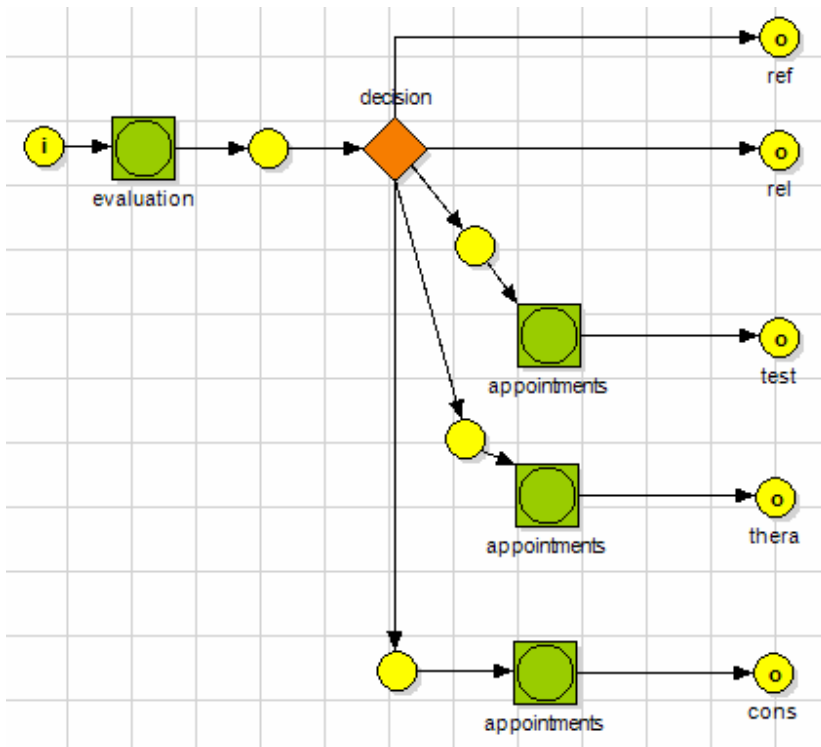 o
ref
decision
i
o
evaluation
rel
o
appointments
test
o
appointments
thera
o
appointments
cons